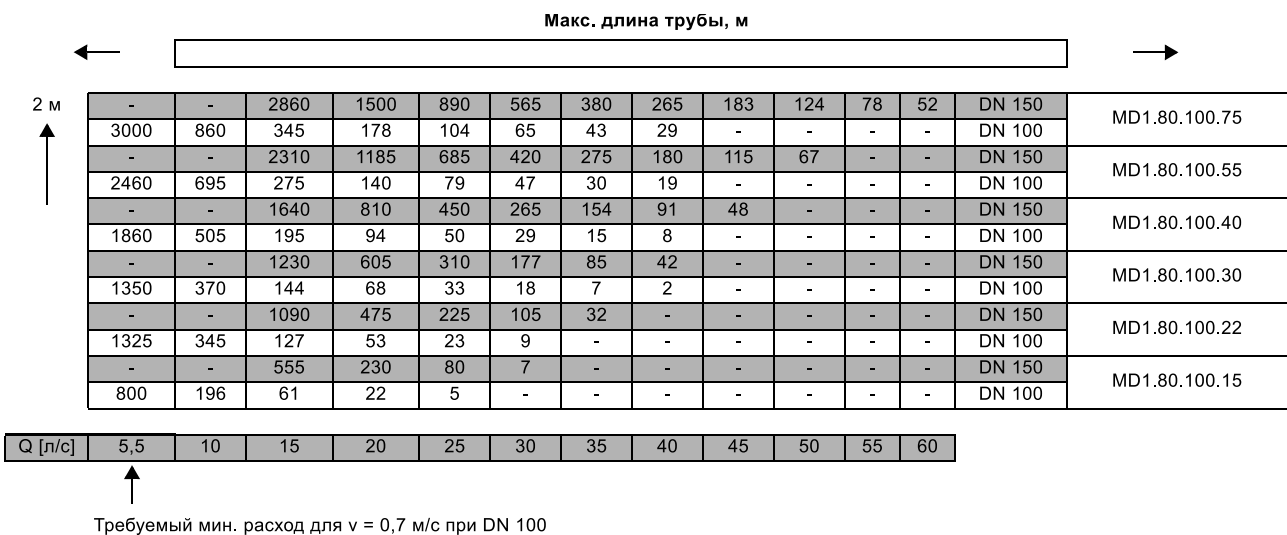 Макс. длина трубы, м
2 м
- - 2860 1500 890 565 380 265 183 124 78 52 DN 150 MD1.80.100.75
3000 860 345 178 104 65 43 29 - - - - DN 100
- - 2310 1185 685 420 275 180 115 67 - - DN 150 MD1.80.100.55
2460 695 275 140 79 47 30 19 - - - - DN 100
- - 1640 810 450 265 154 91 48 - - - DN 150 MD1.80.100.40
1860 505 195 94 50 29 15 8 - - - - DN 100
- - 1230 605 310 177 85 42 - - - - DN 150 MD1.80.100.30
1350 370 144 68 33 18 7 2 - - - - DN 100
- - 1090 475 225 105 32 - - - - - DN 150 MD1.80.100.22
1325 345 127 53 23 9 - - - - - - DN 100
- - 555 230 80 7 - - - - - - DN 150 MD1.80.100.15
800 196 61 22 5 - - - - - - - DN 100
Q [л/с] 5,5 10 15 20 25 30 35 40 45 50 55 60
Требуемый мин. расход для v = 0,7 м/с при DN 100